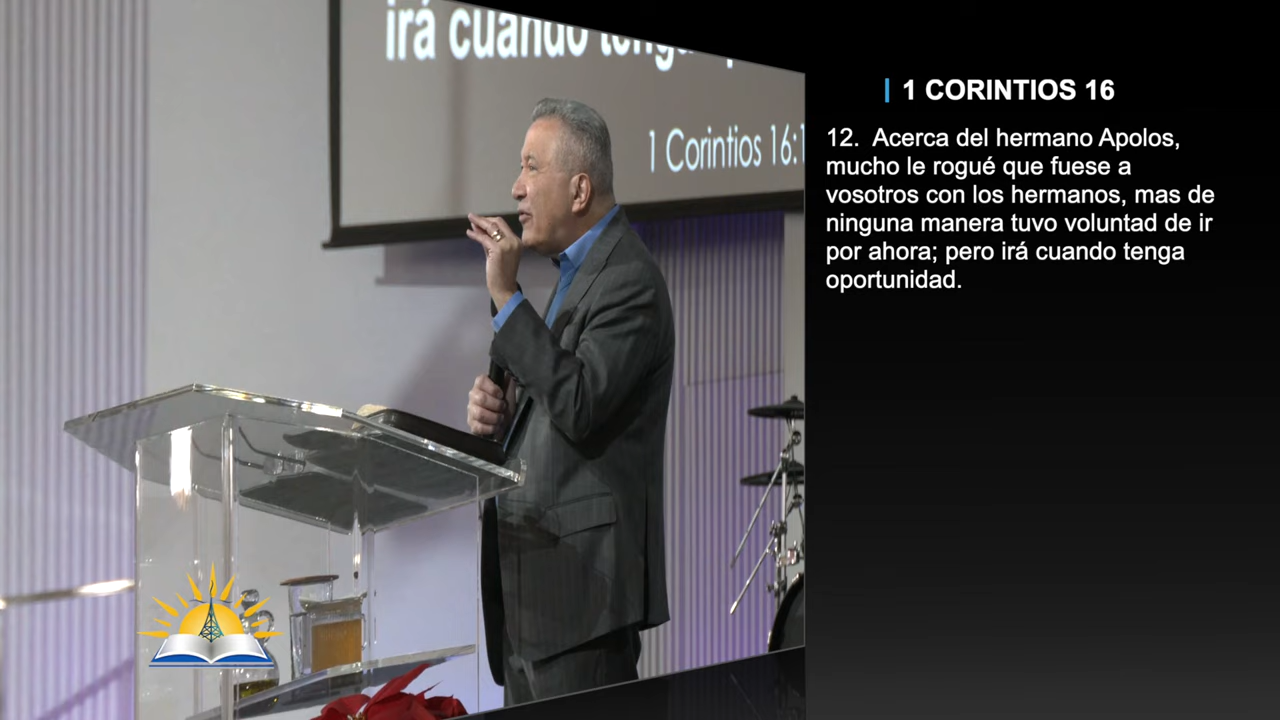 irá cuando tenga
1 Corintios 16:1
| 1 CORINTIOS 16
12. Acerca del hermano Apolos,
mucho le rogué que fuese a
vosotros con los hermanos, mas de
ninguna manera tuvo voluntad de ir
por ahora; pero irá cuando tenga
oportunidad.